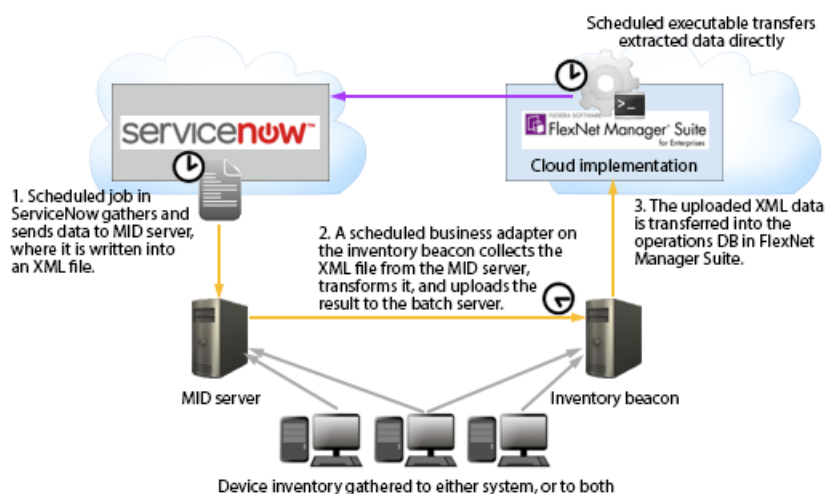 Scheduled executable transfers
extracted data directly
servicenow™
>_
FLEXERA SOFTWARE
FlexNet Manager® Suite
for Enterprises
Cloud implementation
1. Scheduled job in
ServiceNow gathers and
sends data to MID server,
where it is written into
an XML file.
2. A scheduled business adapter on
the inventory beacon collects the
XML file from the MID server,
transforms it, and uploads the
result to the batch server.
3. The uploaded XML data
is transferred into the
operations DB in FlexNet
Manager Suite.
MID server
Inventory beacon
Device inventory gathered to either system, or to both